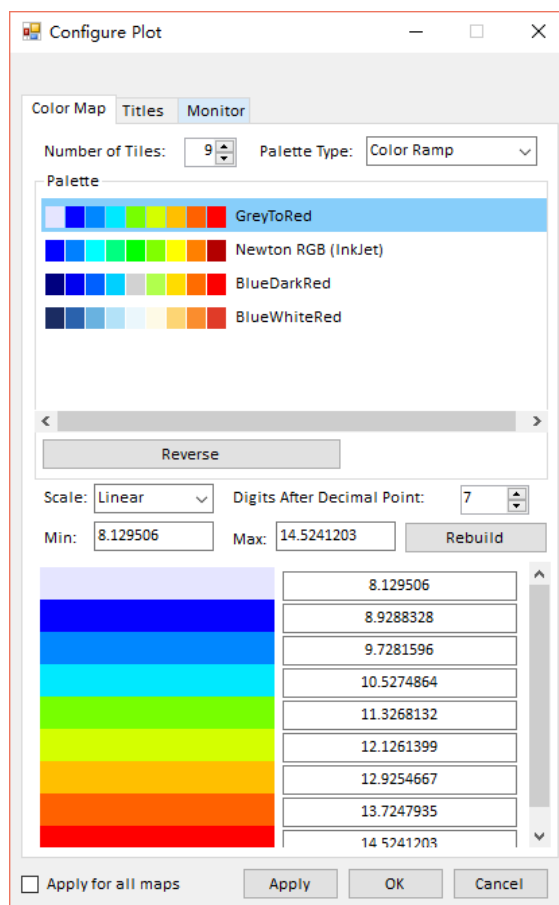 Configure Plot
Color Map Titles Monitor
Number of Tiles: 9 Palette Type: Color Ramp
Palette
GreyToRed
Newton RGB (InkJet)
BlueDarkRed
BlueWhiteRed
Reverse
Scale: Linear Digits After Decimal Point: 7
Min: 8.129506 Max: 14.5241203 Rebuild
8.129506
8.9288328
9.7281596
10.5274864
11.3268132
12.1261399
12.9254667
13.7247935
14.5241203
Apply for all maps Apply OK Cancel